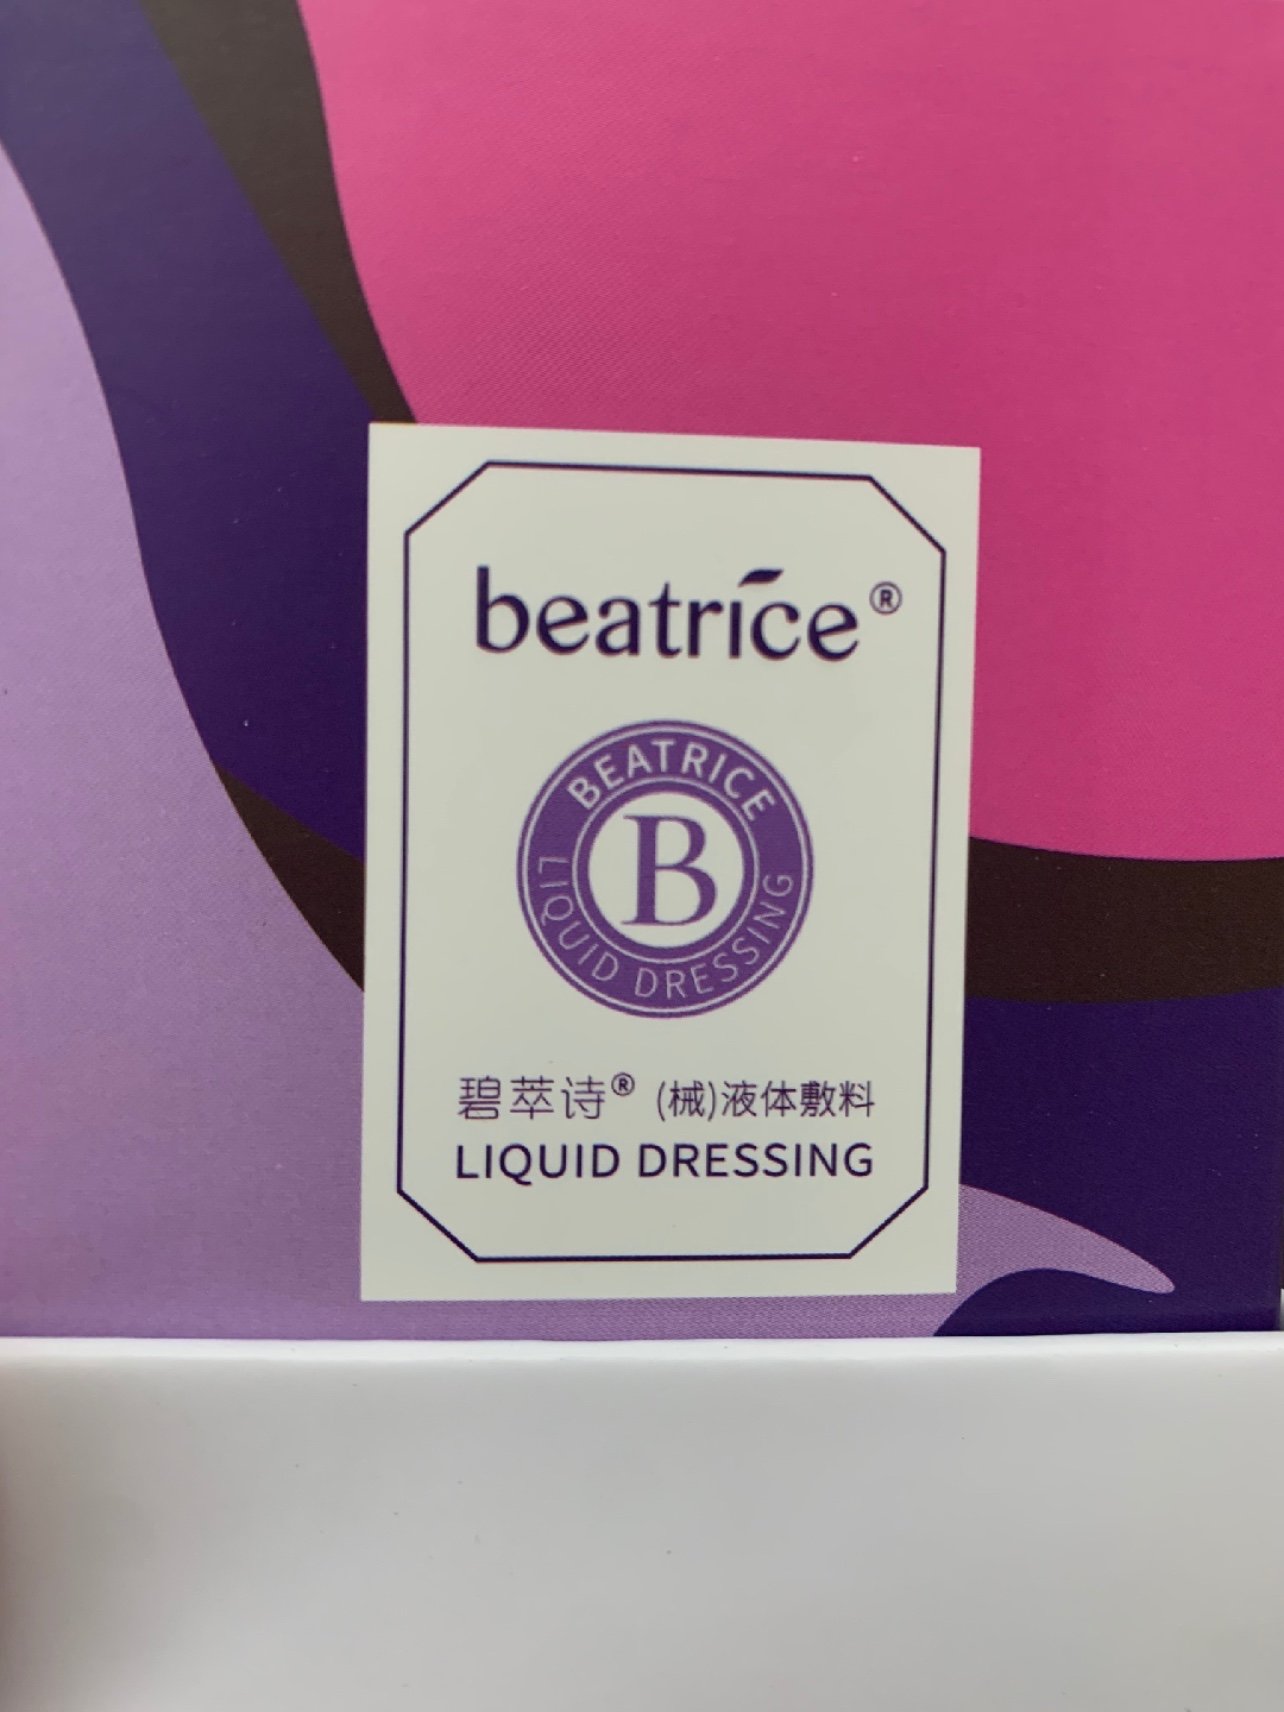 beatrice®
BEATRICE
B
LIQUID DRESSING
碧萃诗® (械)液体敷料
LIQUID DRESSING